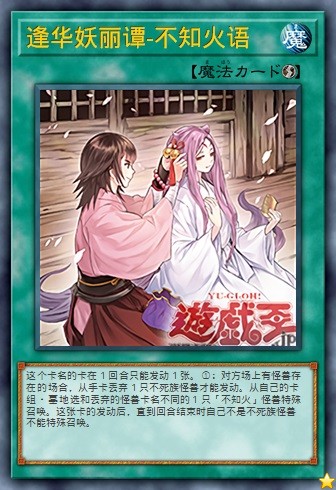 逢华妖丽谭-不知火语
魔
【魔法カード】
YU-GI-OH!
遊戯王.jp
这个卡名的卡在1回合只能发动1张。①：对方场上有怪兽存
在的场合，从手卡丢弃1只不死族怪兽才能发动。从自己的卡
组·墓地选和丢弃的怪兽卡名不同的1只「不知火」怪兽特殊
召唤。这张卡的发动后，直到回合结束时自己不是不死族怪兽
不能特殊召唤。